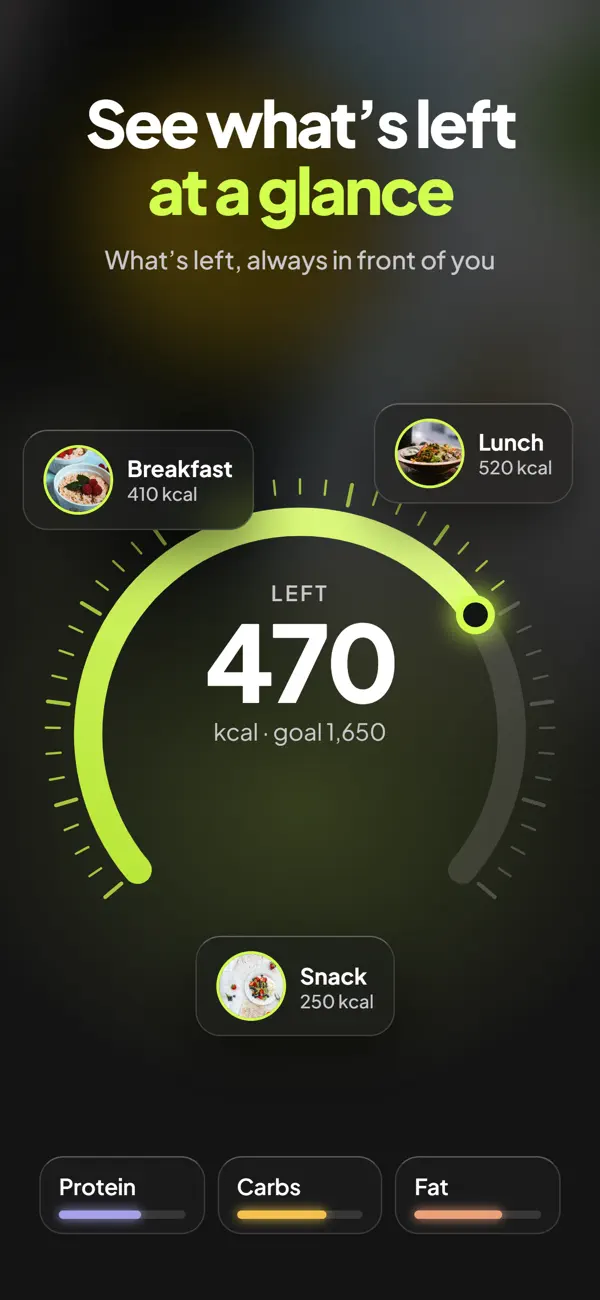 See what’s left
at a glance
What’s left, always in front of you
Breakfast
410 kcal
Lunch
520 kcal
LEFT
470
kcal · goal 1,650
Snack
250 kcal
Protein
Carbs
Fat